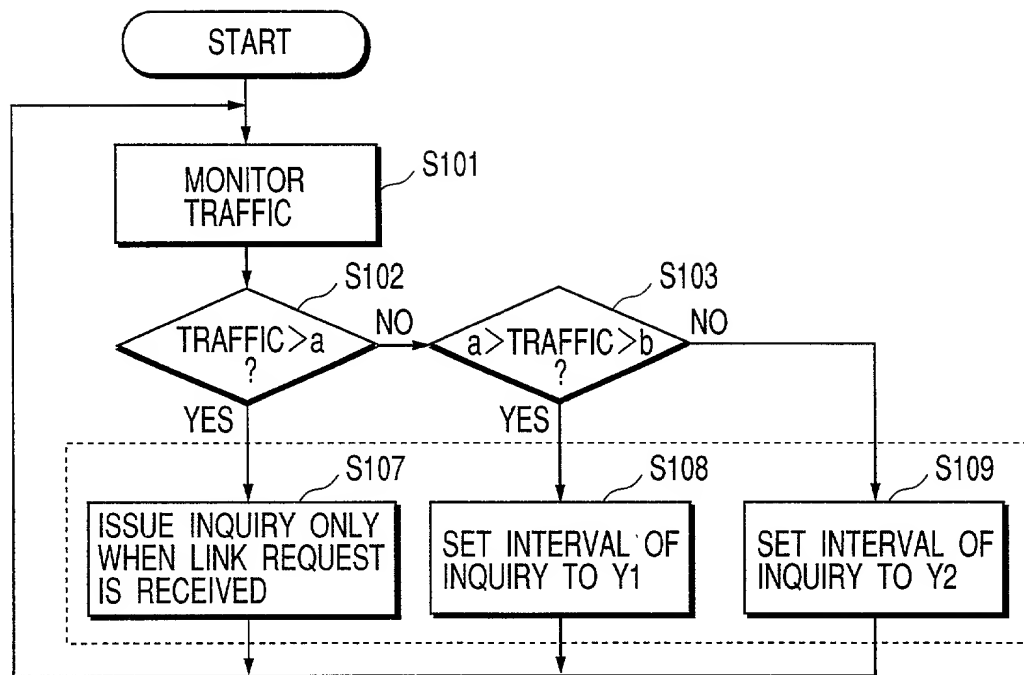 START
MONITOR
TRAFFIC
S101
S102
TRAFFIC>a
?
NO
S103
a>TRAFFIC>b
?
NO
YES
YES
S107
ISSUE INQUIRY ONLY
WHEN LINK REQUEST
IS RECEIVED
S108
SET INTERVAL OF
INQUIRY TO Y1
S109
SET INTERVAL OF
INQUIRY TO Y2